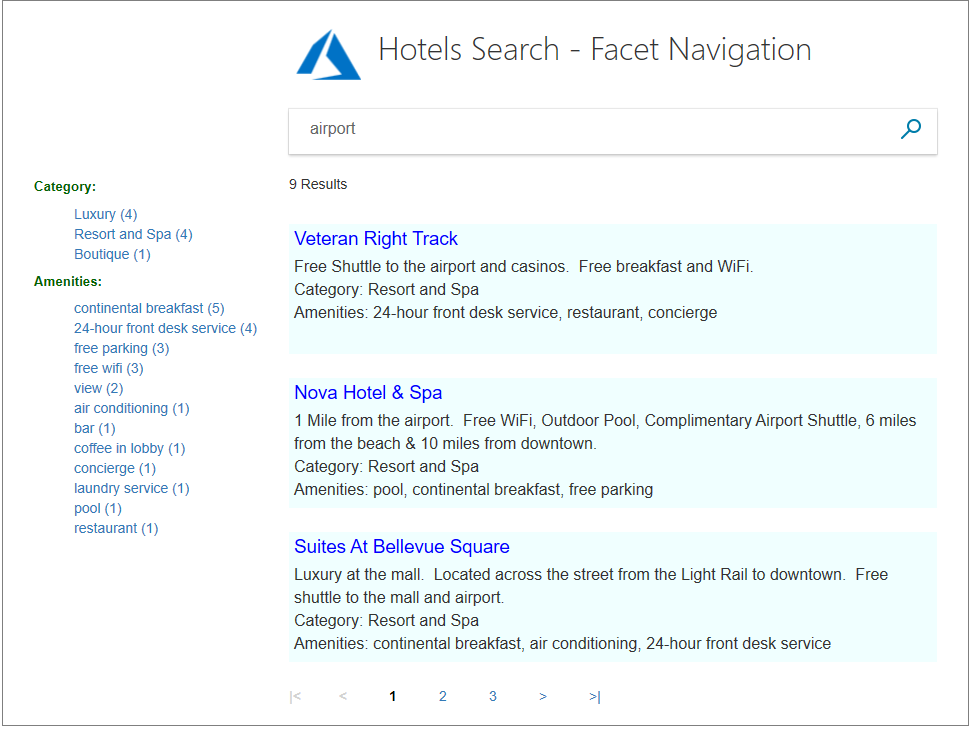 Hotels Search - Facet Navigation
airport
9 Results
Category:
Luxury (4)
Resort and Spa (4)
Boutique (1)
Amenities:
continental breakfast (5)
24-hour front desk service (4)
free parking (3)
free wifi (3)
view (2)
air conditioning (1)
bar (1)
coffee in lobby (1)
concierge (1)
laundry service (1)
pool (1)
restaurant (1)
Veteran Right Track
Free Shuttle to the airport and casinos.  Free breakfast and WiFi.
Category: Resort and Spa
Amenities: 24-hour front desk service, restaurant, concierge
Nova Hotel & Spa
1 Mile from the airport.  Free WiFi, Outdoor Pool, Complimentary Airport Shuttle, 6 miles
from the beach & 10 miles from downtown.
Category: Resort and Spa
Amenities: pool, continental breakfast, free parking
Suites At Bellevue Square
Luxury at the mall.  Located across the street from the Light Rail to downtown.  Free
shuttle to the mall and airport.
Category: Resort and Spa
Amenities: continental breakfast, air conditioning, 24-hour front desk service
|< < 1 2 3 > >|